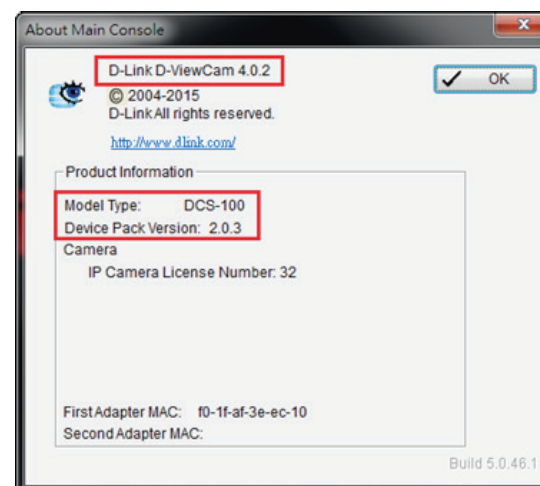 About Main Console
D-Link D-ViewCam 4.0.2
© 2004-2015
D-Link All rights reserved.
http://www.dlink.com/
OK
Product Information
Model Type: DCS-100
Device Pack Version: 2.0.3
Camera
IP Camera License Number: 32
First Adapter MAC: f0-1f-af-3e-ec-10
Second Adapter MAC:
Build 5.0.46.1